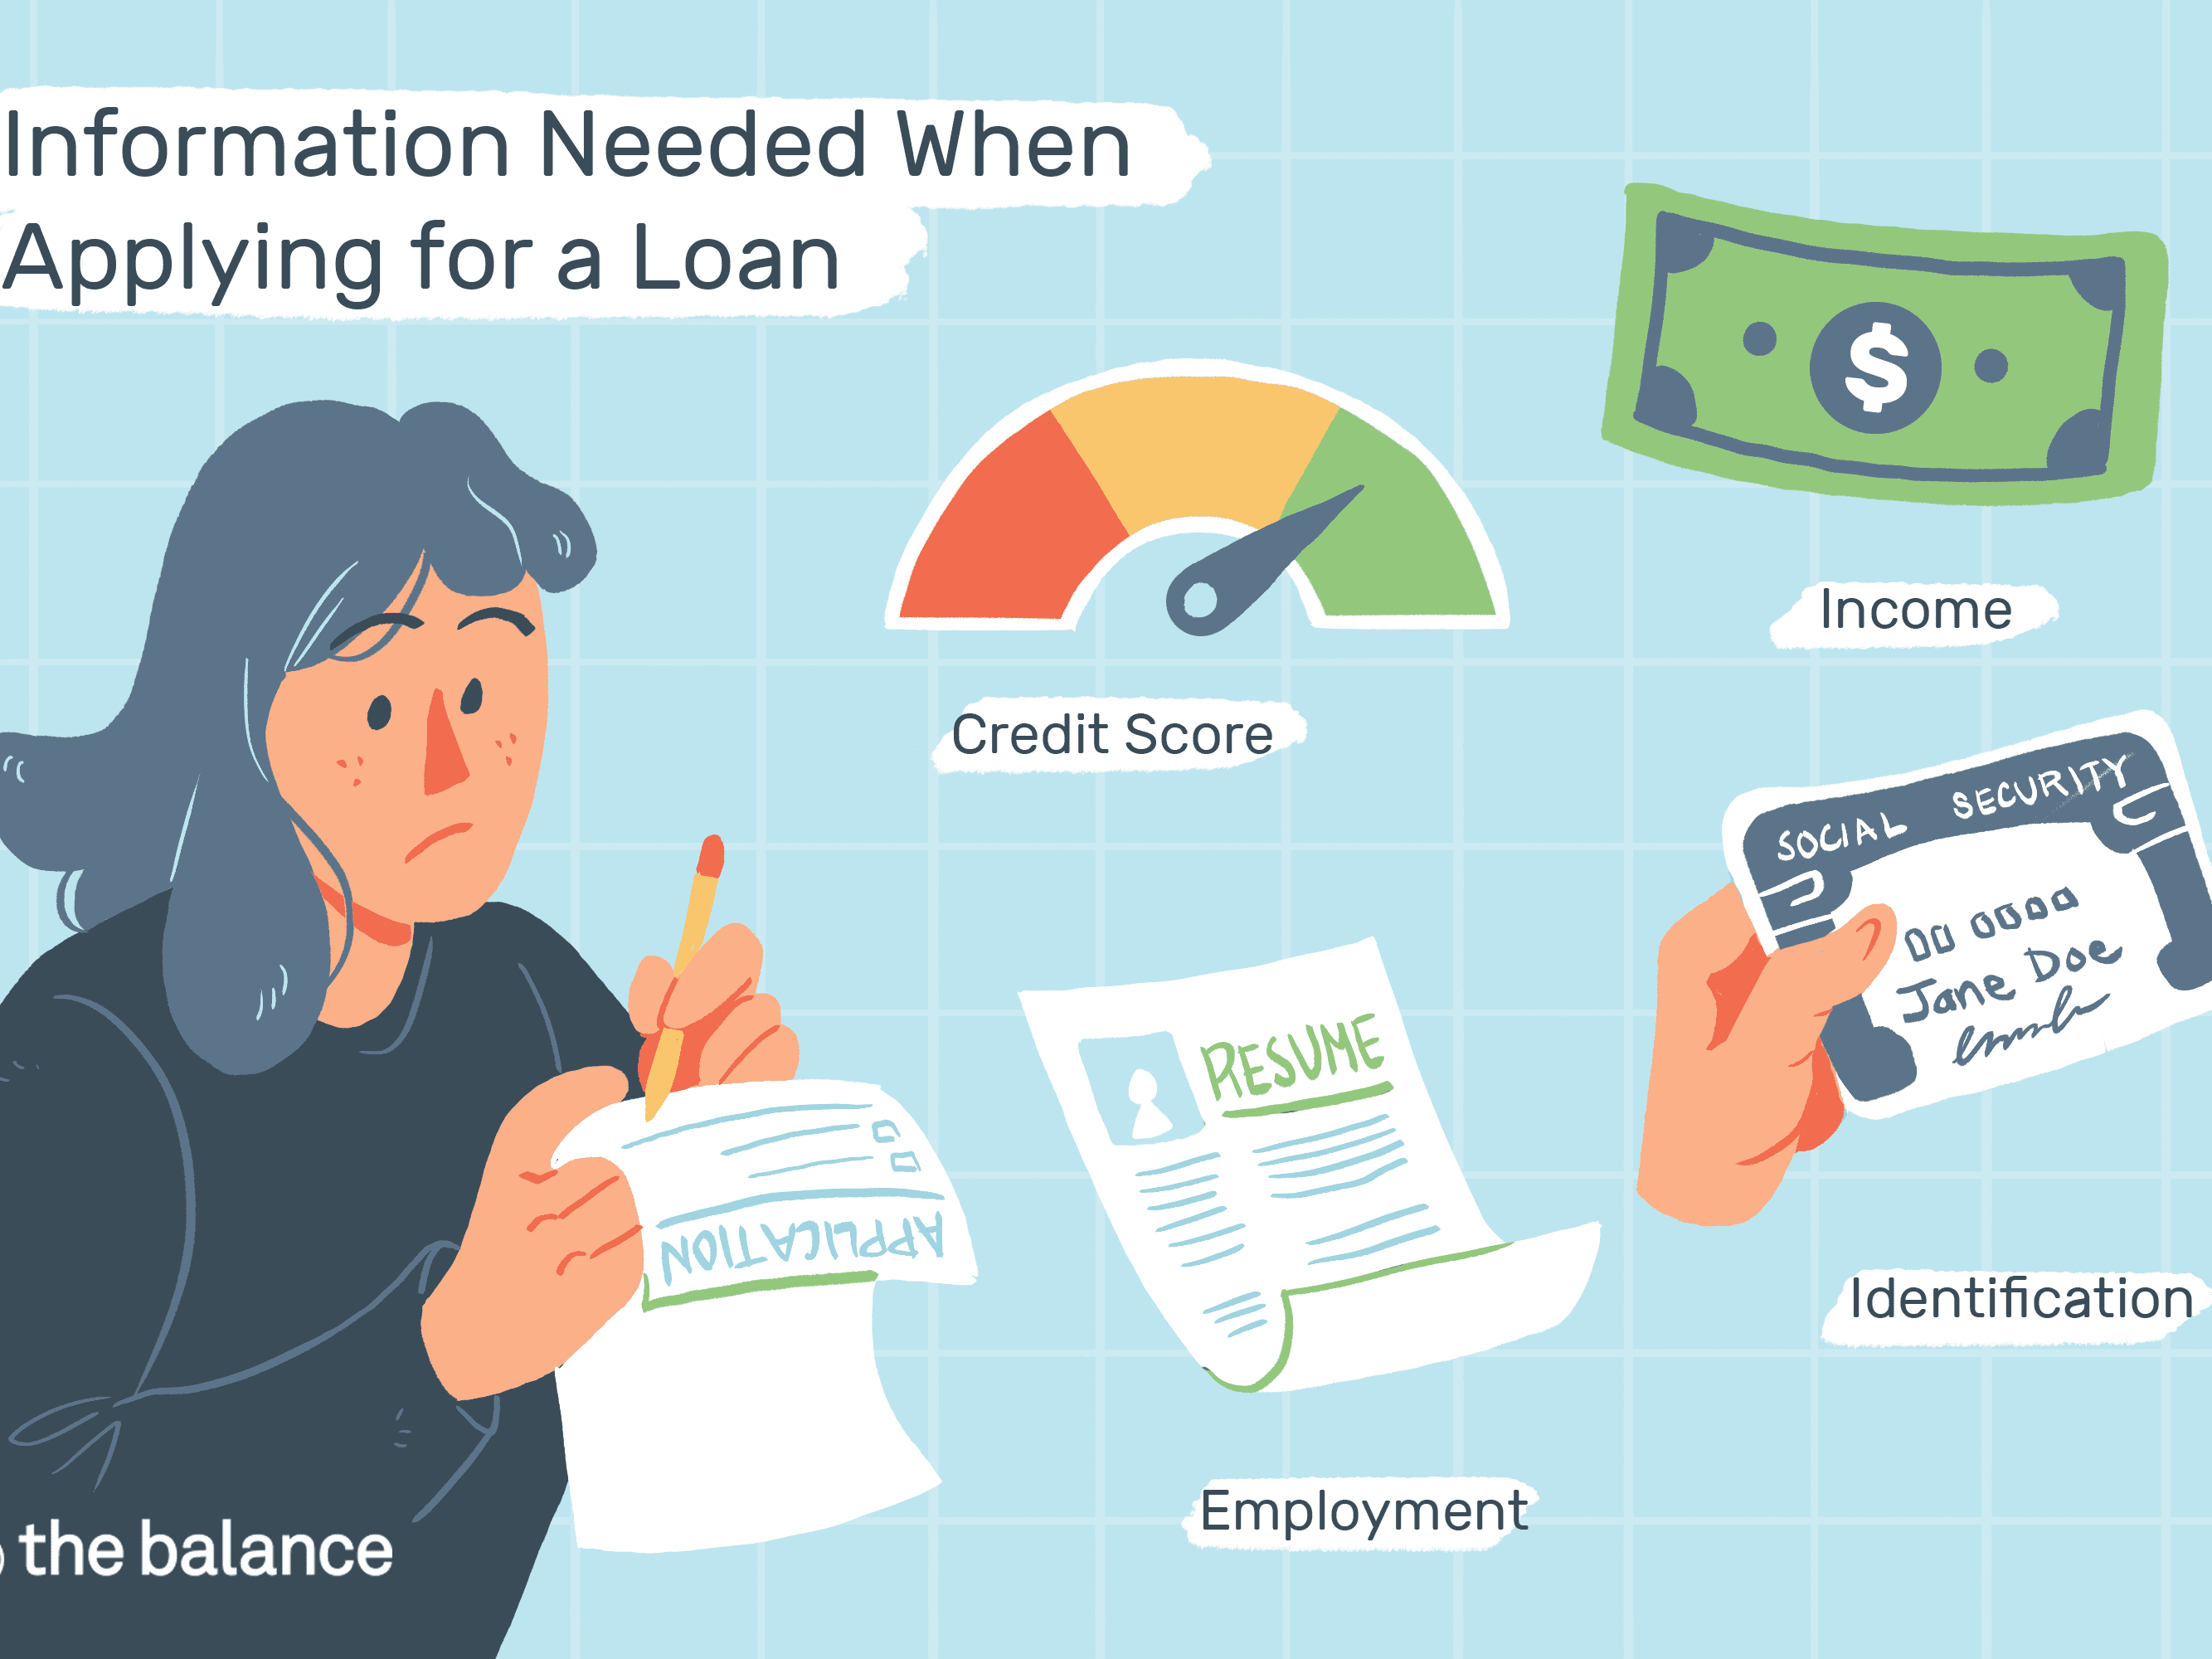 Information Needed When
Applying for a Loan
Income
Credit Score
SOCIAL SECURITY
Jane Doe
RESUME
APPLICATION
Identification
Employment
the balance